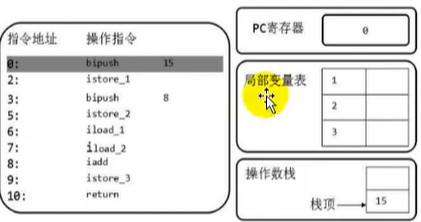 指令地址 操作指令
0: bipush 15
2: istore_1
3: bipush 8
5: istore_2
6: iload_1
7: iload_2
8: iadd
9: istore_3
10: return
PC寄存器 0
局部变量表
1
2
3
操作数栈
栈顶 15